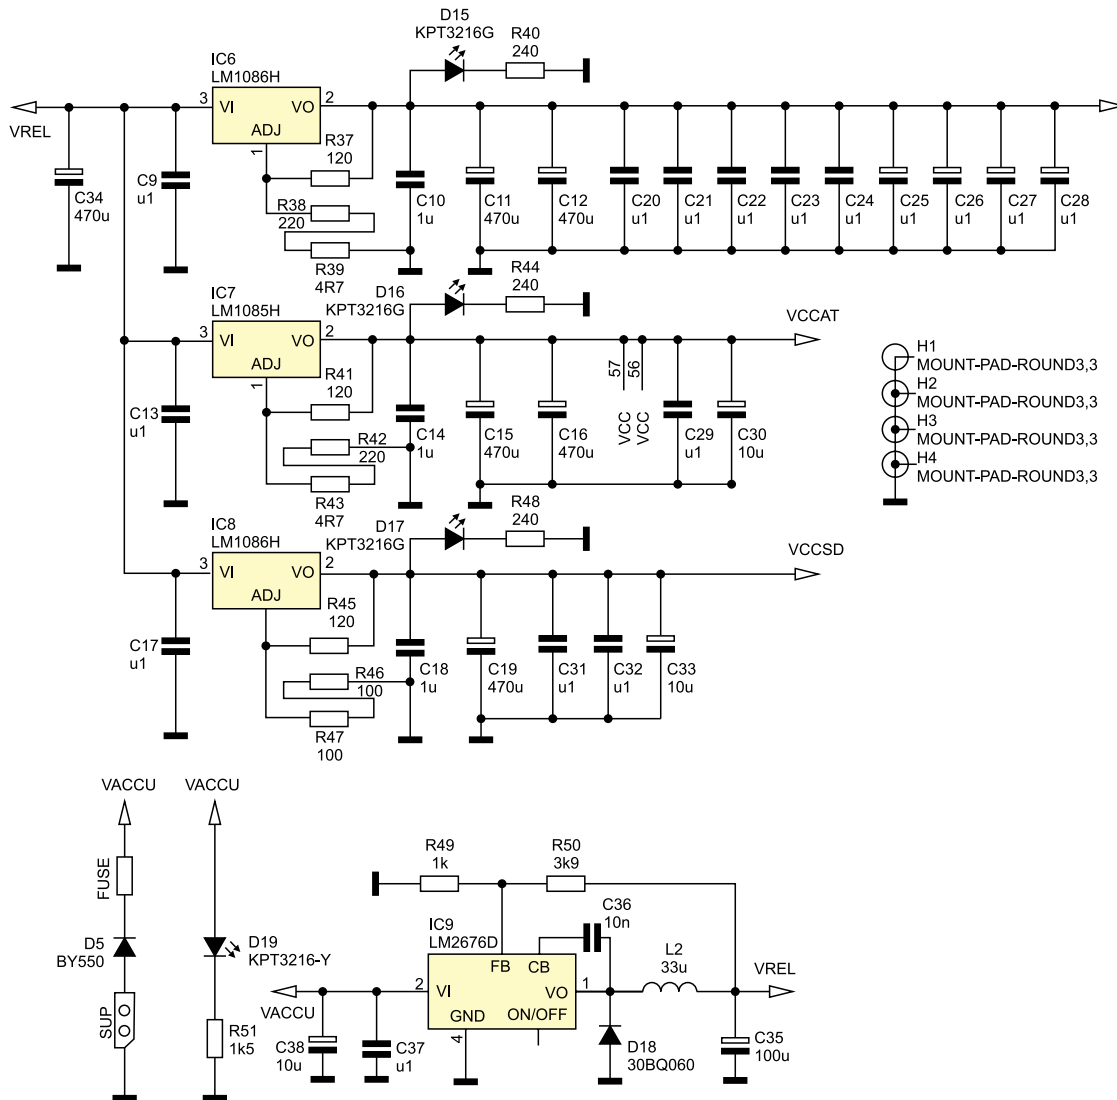 D15
KPT3216G
R40
240
IC6
LM1086H
3
VI
VO
2
ADJ
1
VREL
C34
470u
C9
u1
R37
120
R38
220
R39
4R7
C10
1u
C11
470u
C12
470u
C20
u1
C21
u1
C22
u1
C23
u1
C24
u1
C25
u1
C26
u1
C27
u1
C28
u1
IC7
LM1085H
D16
KPT3216G
R44
240
3
VI
VO
2
ADJ
1
VCCAT
C13
u1
R41
120
R42
220
R43
4R7
C14
1u
C15
470u
C16
470u
57
56
VCC
VCC
C29
u1
C30
10u
H1
MOUNT-PAD-ROUND3,3
H2
MOUNT-PAD-ROUND3,3
H3
MOUNT-PAD-ROUND3,3
H4
MOUNT-PAD-ROUND3,3
IC8
LM1086H
D17
KPT3216G
R48
240
3
VI
VO
2
ADJ
VCCSD
C17
u1
R45
120
R46
100
R47
100
C18
1u
C19
470u
C31
u1
C32
u1
C33
10u
VACCU
VACCU
FUSE
D5
BY550
SUP
D19
KPT3216-Y
R51
1k5
R49
1k
R50
3k9
IC9
LM2676D
C36
10n
L2
33u
FB
CB
2
VI
VO
1
GND
ON/OFF
4
VACCU
VREL
C38
10u
C37
u1
D18
30BQ060
C35
100u